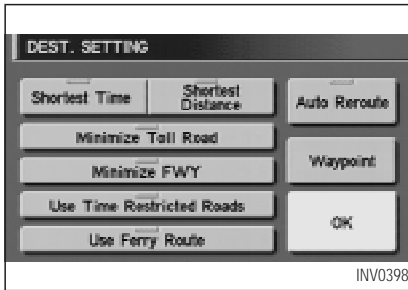 DEST. SETTING
Shortest Time
Shortest
Distance
Auto Reroute
Minimize Toll Road
Minimize FWY
Waypoint
Use Time Restricted Roads
Use Ferry Route
OK
INV0398